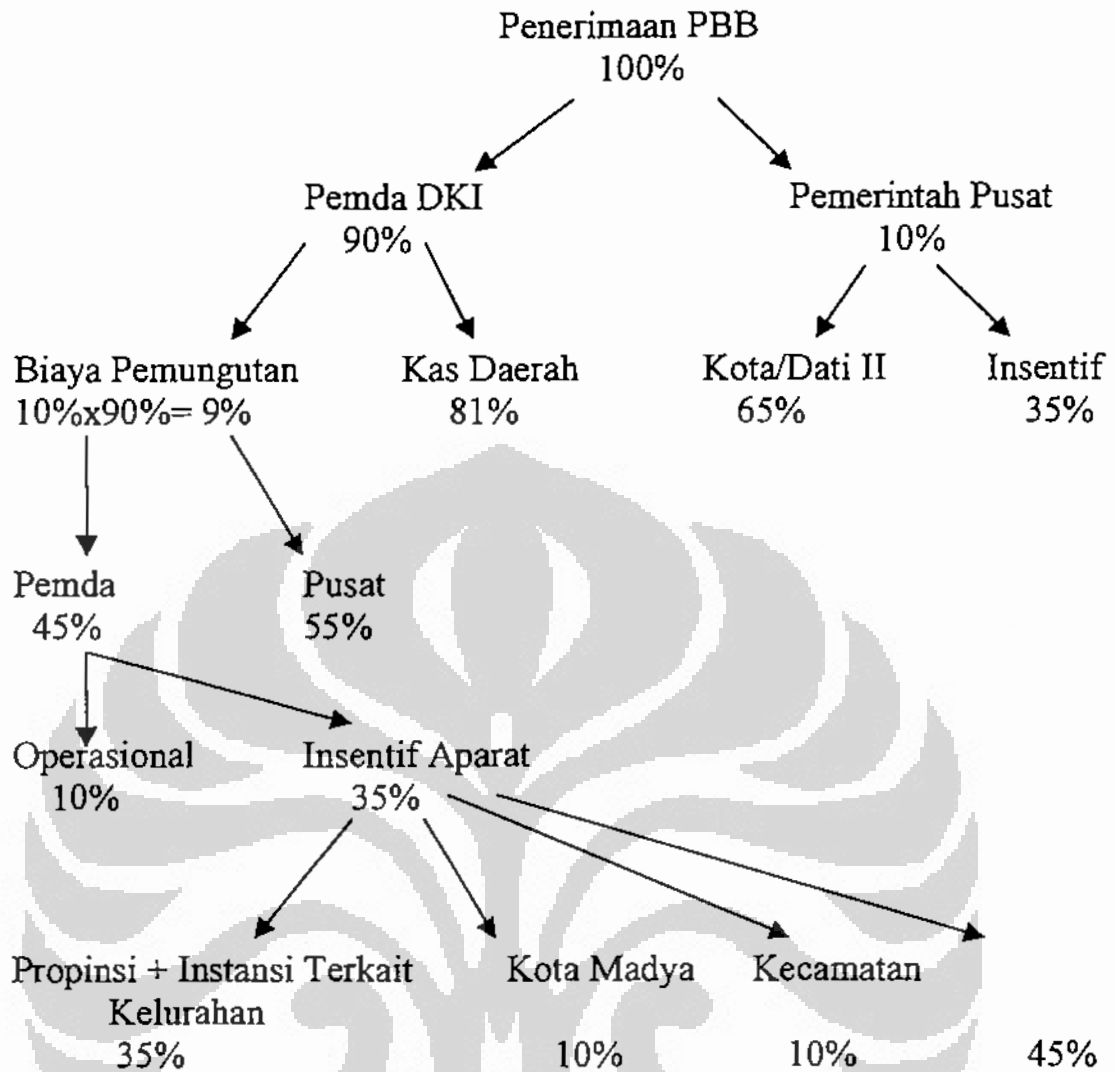 Penerimaan PBB
100%
Pemda DKI
90%
Pemerintah Pusat
10%
Biaya Pemungutan
10%x90%= 9%
Kas Daerah
81%
Kota/Dati II
65%
Insentif
35%
Pemda
45%
Pusat
55%
Operasional
10%
Insentif Aparat
35%
Propinsi + Instansi Terkait Kota Madya Kecamatan
Kelurahan
35% 10% 10% 45%